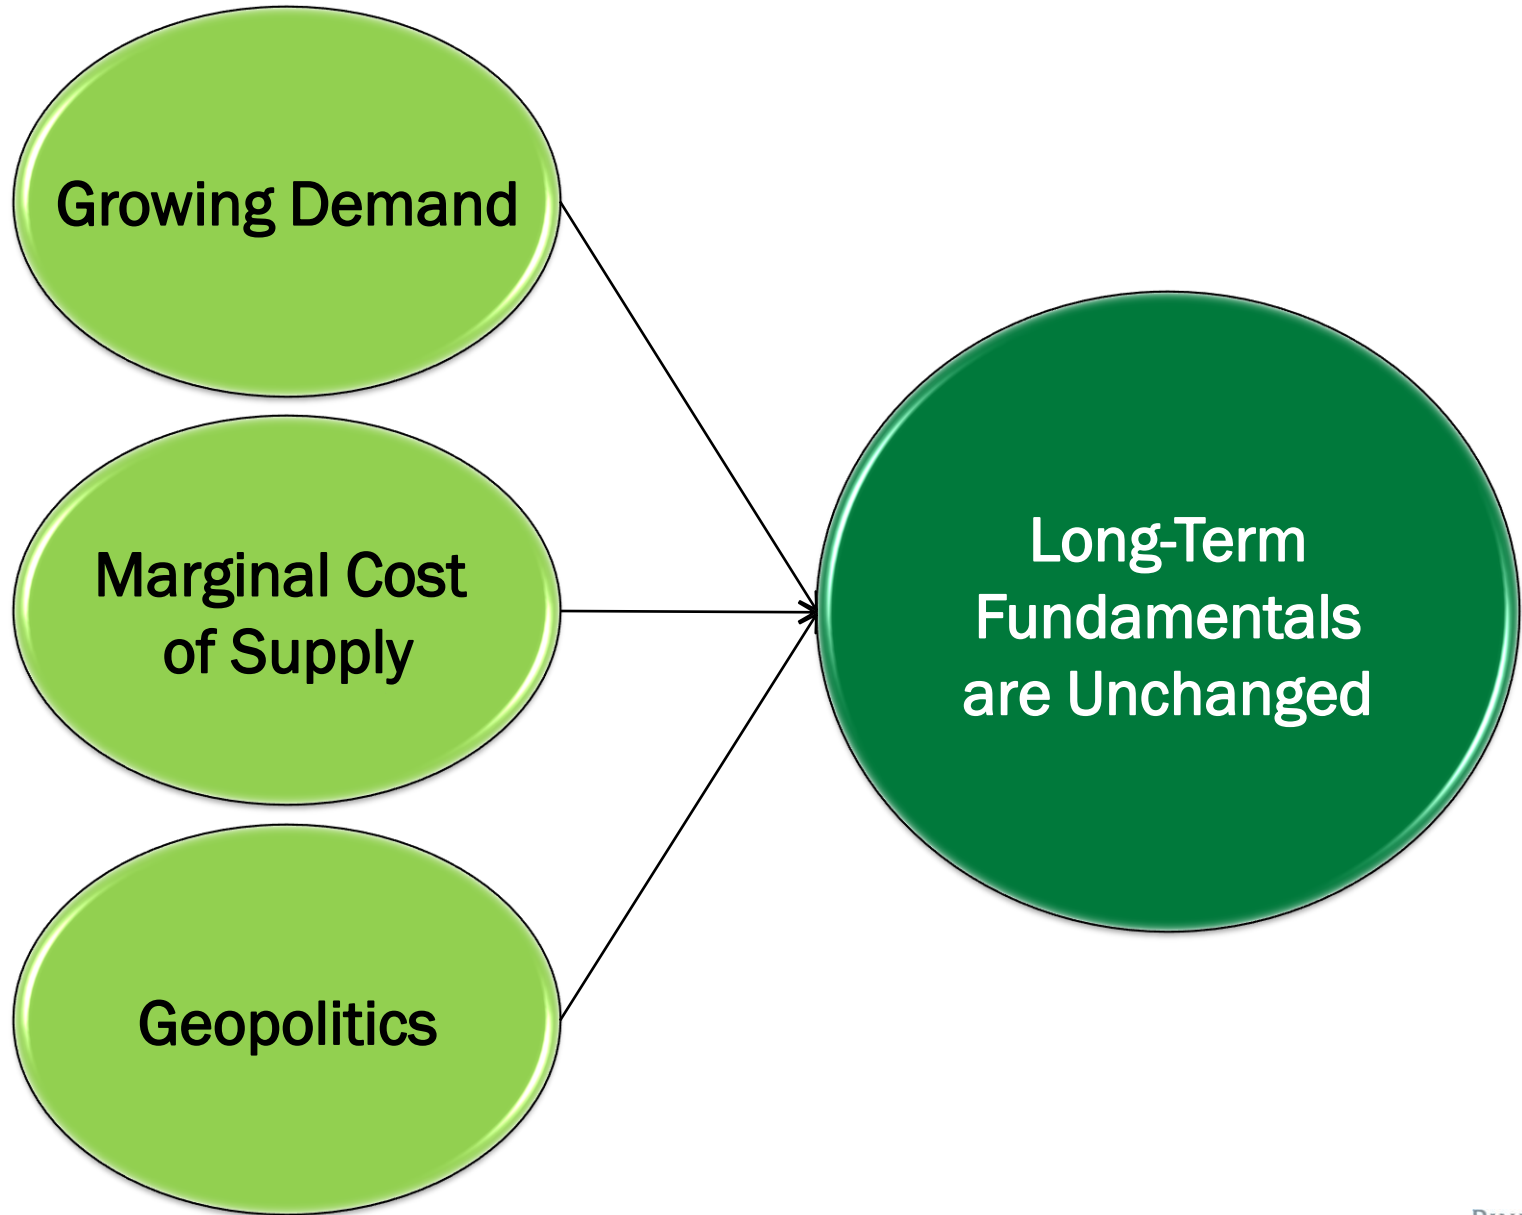 Growing Demand
Marginal Cost
of Supply
Geopolitics
Long-Term
Fundamentals
are Unchanged